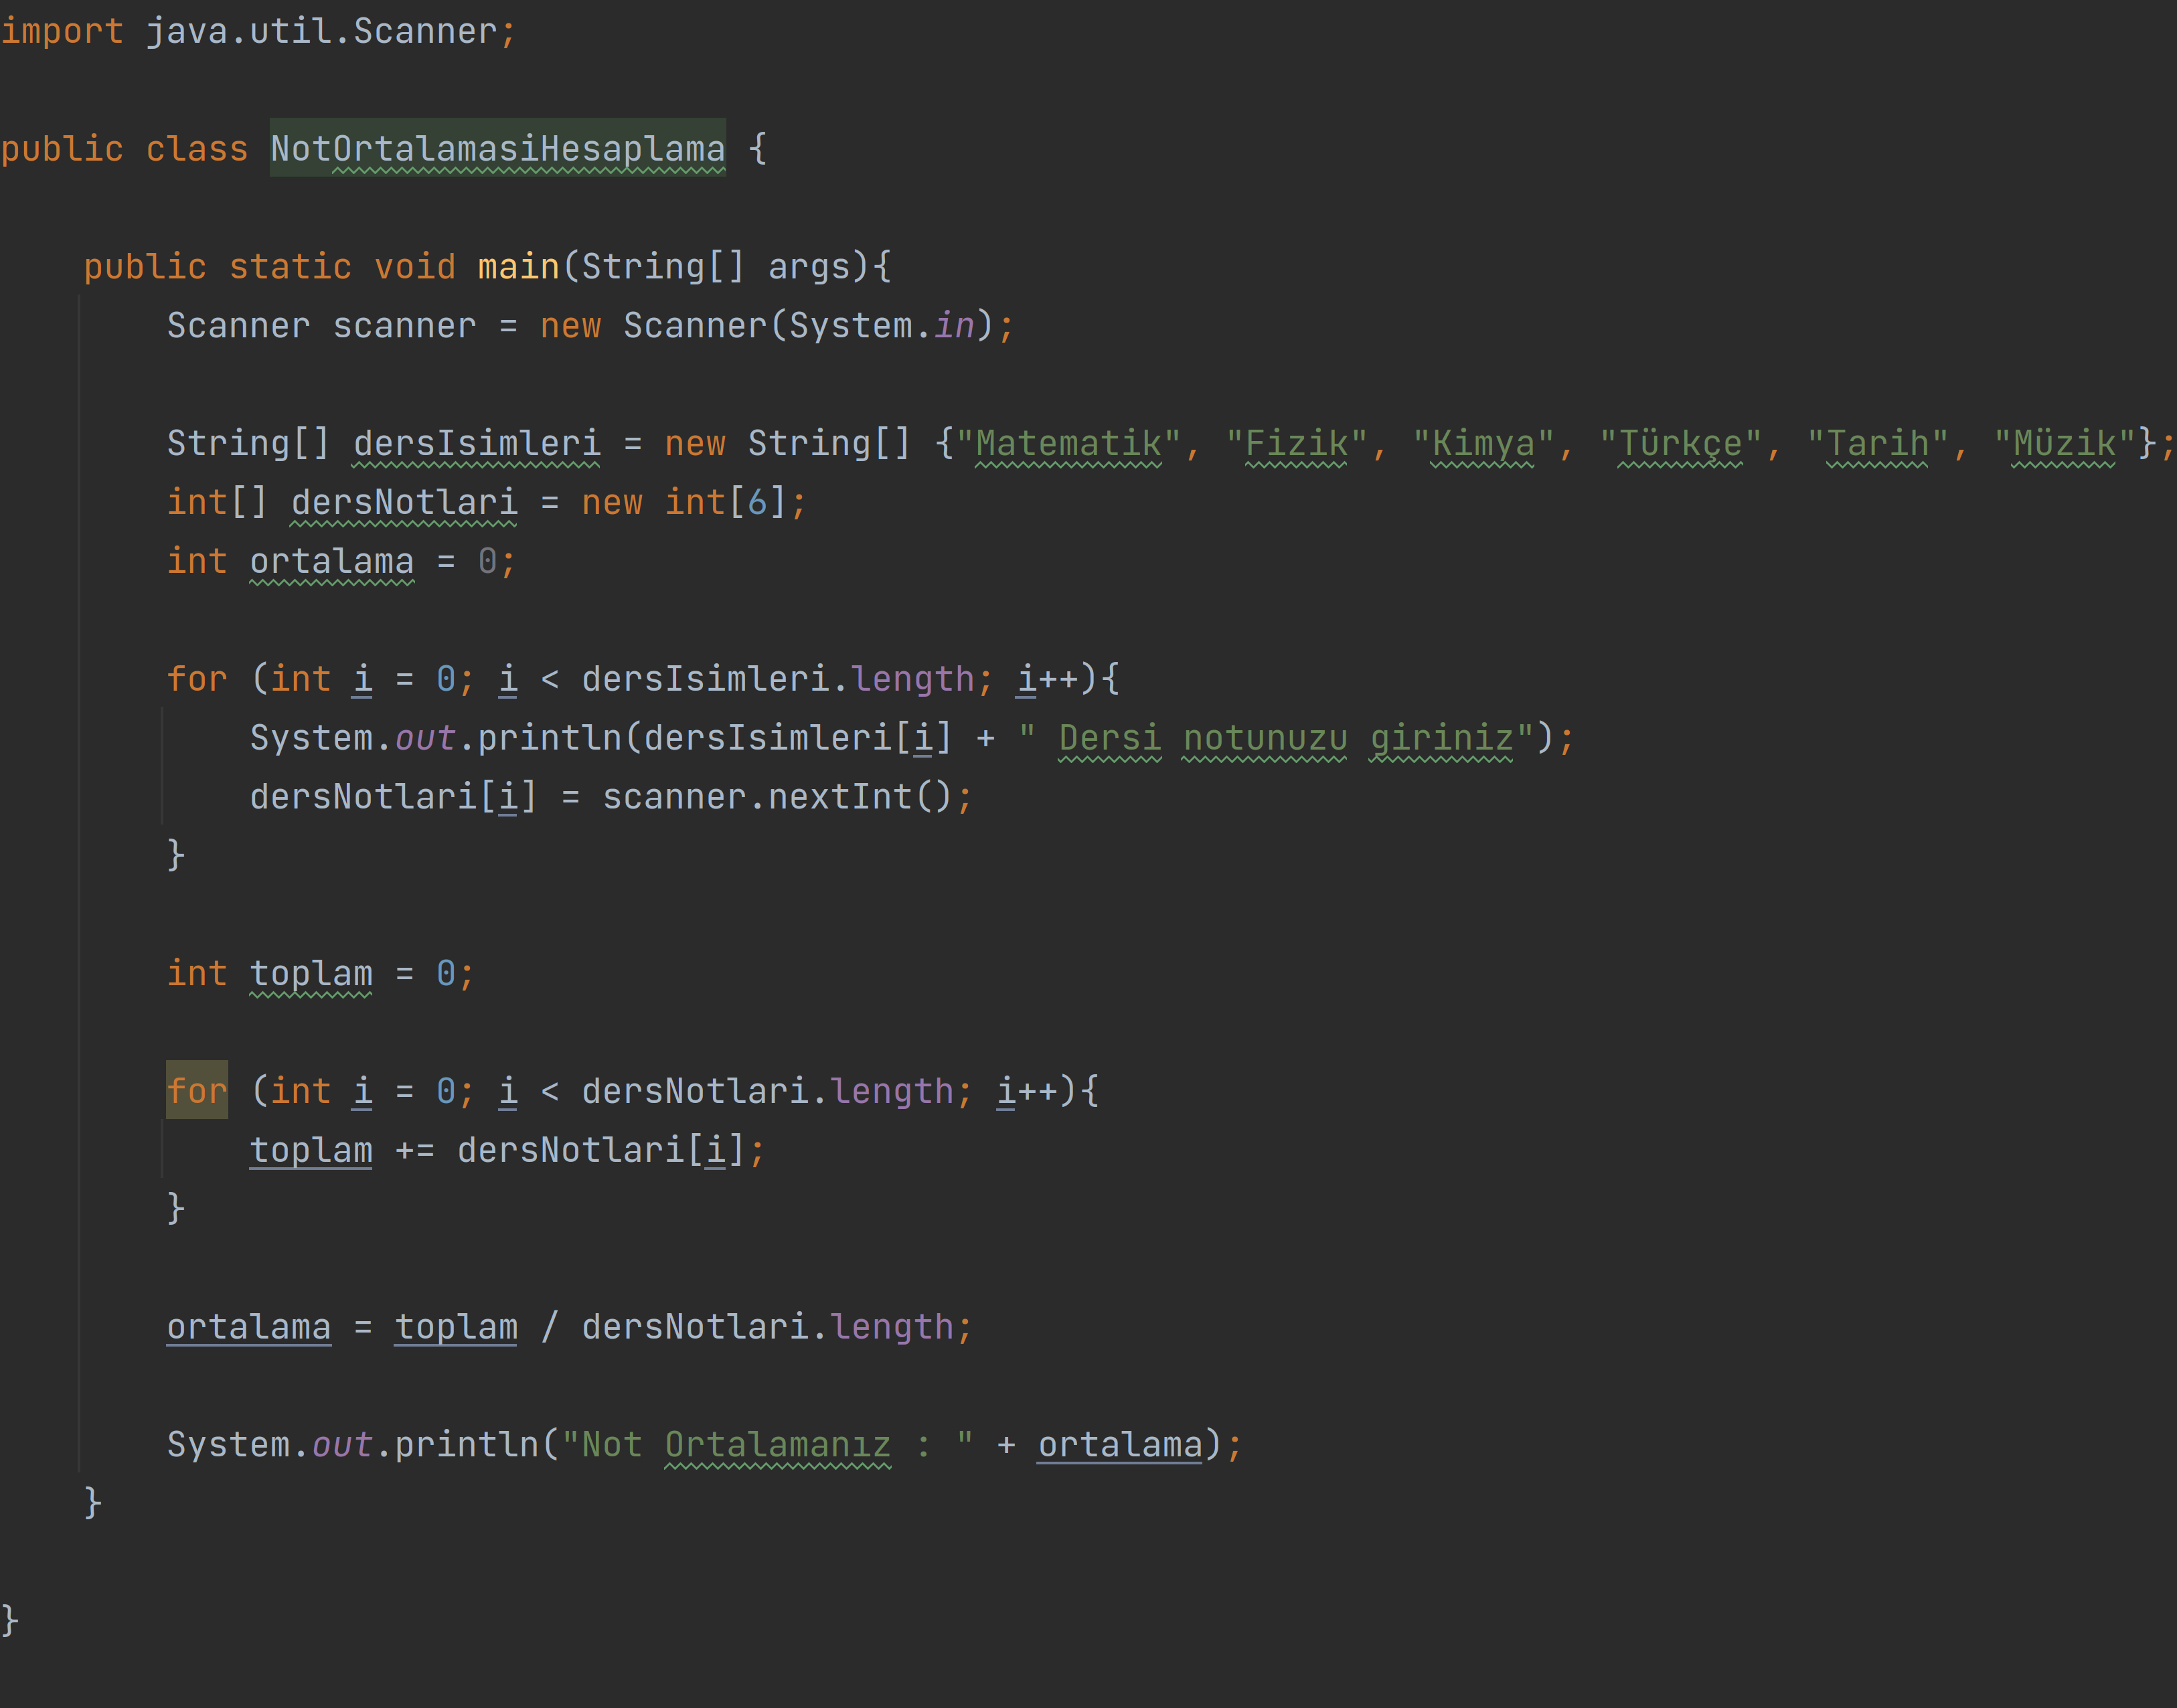 import java.util.Scanner;
public class NotOrtalamasiHesaplama {
public static void main(String[] args){
Scanner scanner = new Scanner(System.in);
String[] dersIsimleri = new String[] {"Matematik", "Fizik", "Kimya", "Türkçe", "Tarih", "Müzik"};
int[] dersNotlari = new int[6];
int ortalama = 0;
for (int i = 0; i < dersIsimleri.length; i++){
System.out.println(dersIsimleri[i] + " Dersi notunuzu giriniz");
dersNotlari[i] = scanner.nextInt();
}
int toplam = 0;
for (int i = 0; i < dersNotlari.length; i++){
toplam += dersNotlari[i];
}
ortalama = toplam / dersNotlari.length;
System.out.println("Not Ortalamanız : " + ortalama);
}
}